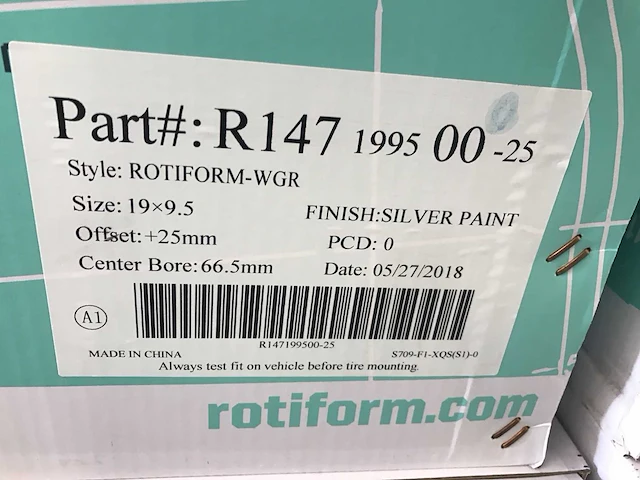 Part#: R147 1995 00 -25
Style: ROTIFORM-WGR
Size: 19×9.5 FINISH:SILVER PAINT
Offset: +25mm PCD: 0
Center Bore: 66.5mm Date: 05/27/2018
A1
R147199500-25
MADE IN CHINA S709-F1-XQS(S1)-0
Always test fit on vehicle before tire mounting.
rotiform.com